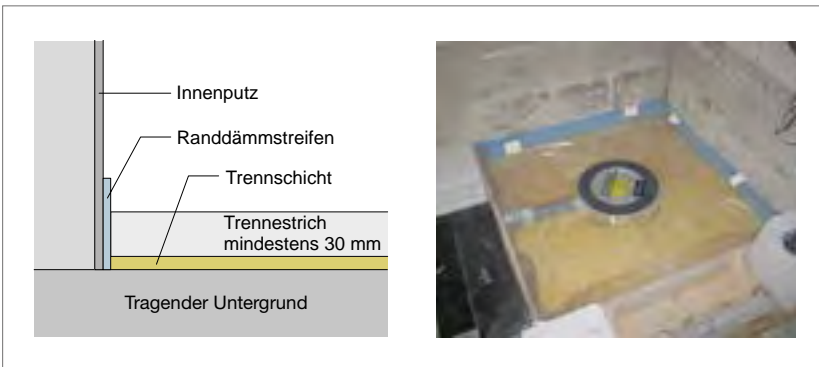 Innenputz
Randdämmstreifen
Trennschicht
Trennestrich
mindestens 30 mm
Tragender Untergrund